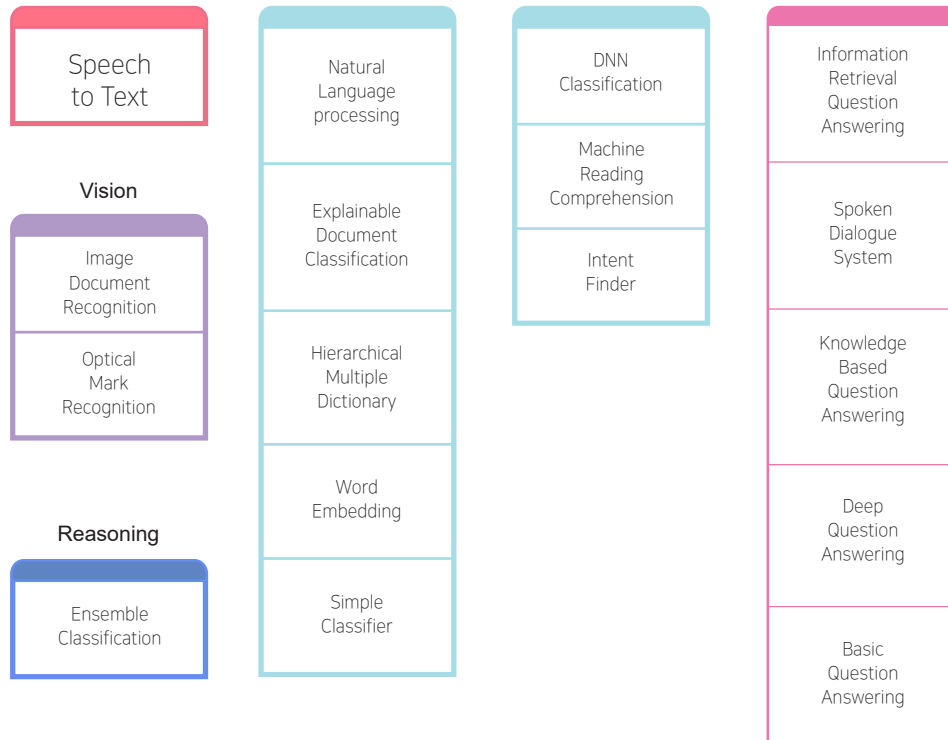 Speech
to Text
Vision
Image
Document
Recognition
Optical
Mark
Recognition
Reasoning
Ensemble
Classification
Natural
Language
processing
Explainable
Document
Classification
Hierarchical
Multiple
Dictionary
Word
Embedding
Simple
Classifier
DNN
Classification
Machine
Reading
Comprehension
Intent
Finder
Information
Retrieval
Question
Answering
Spoken
Dialogue
System
Knowledge
Based
Question
Answering
Deep
Question
Answering
Basic
Question
Answering